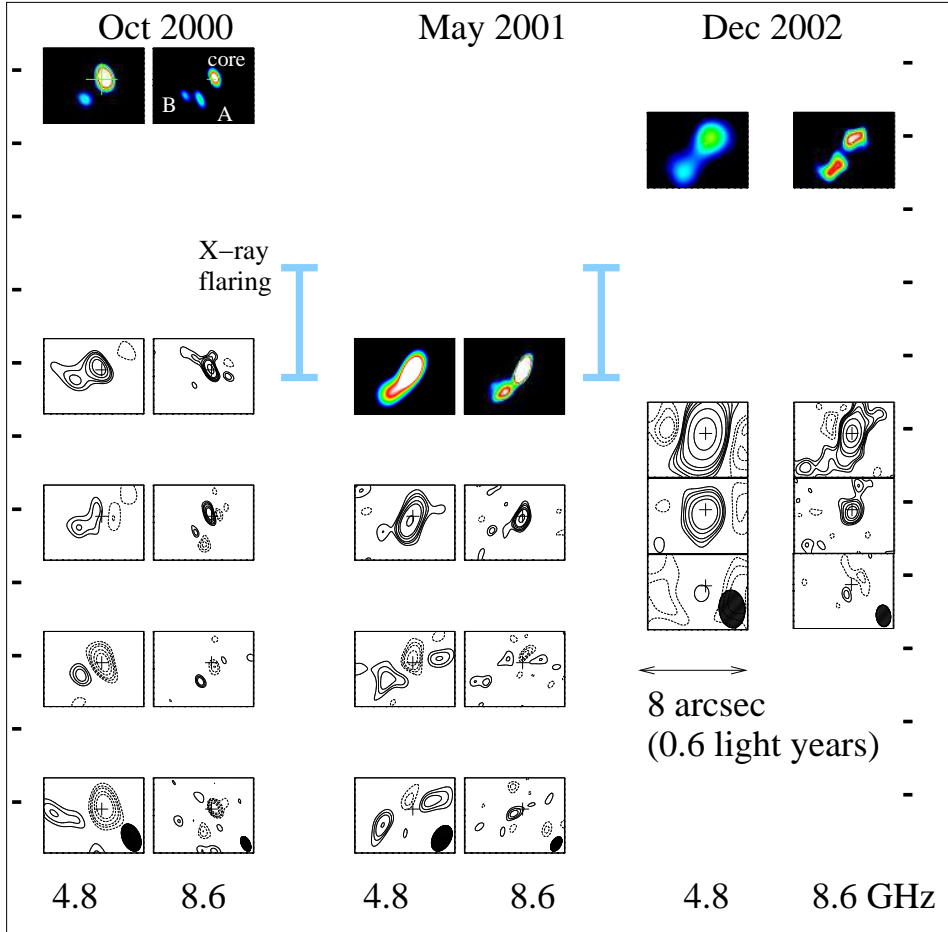 Oct 2000
May 2001
Dec 2002
core
B
A
X–ray
flaring
8 arcsec
(0.6 light years)
4.8
8.6
4.8
8.6
4.8
8.6 GHz